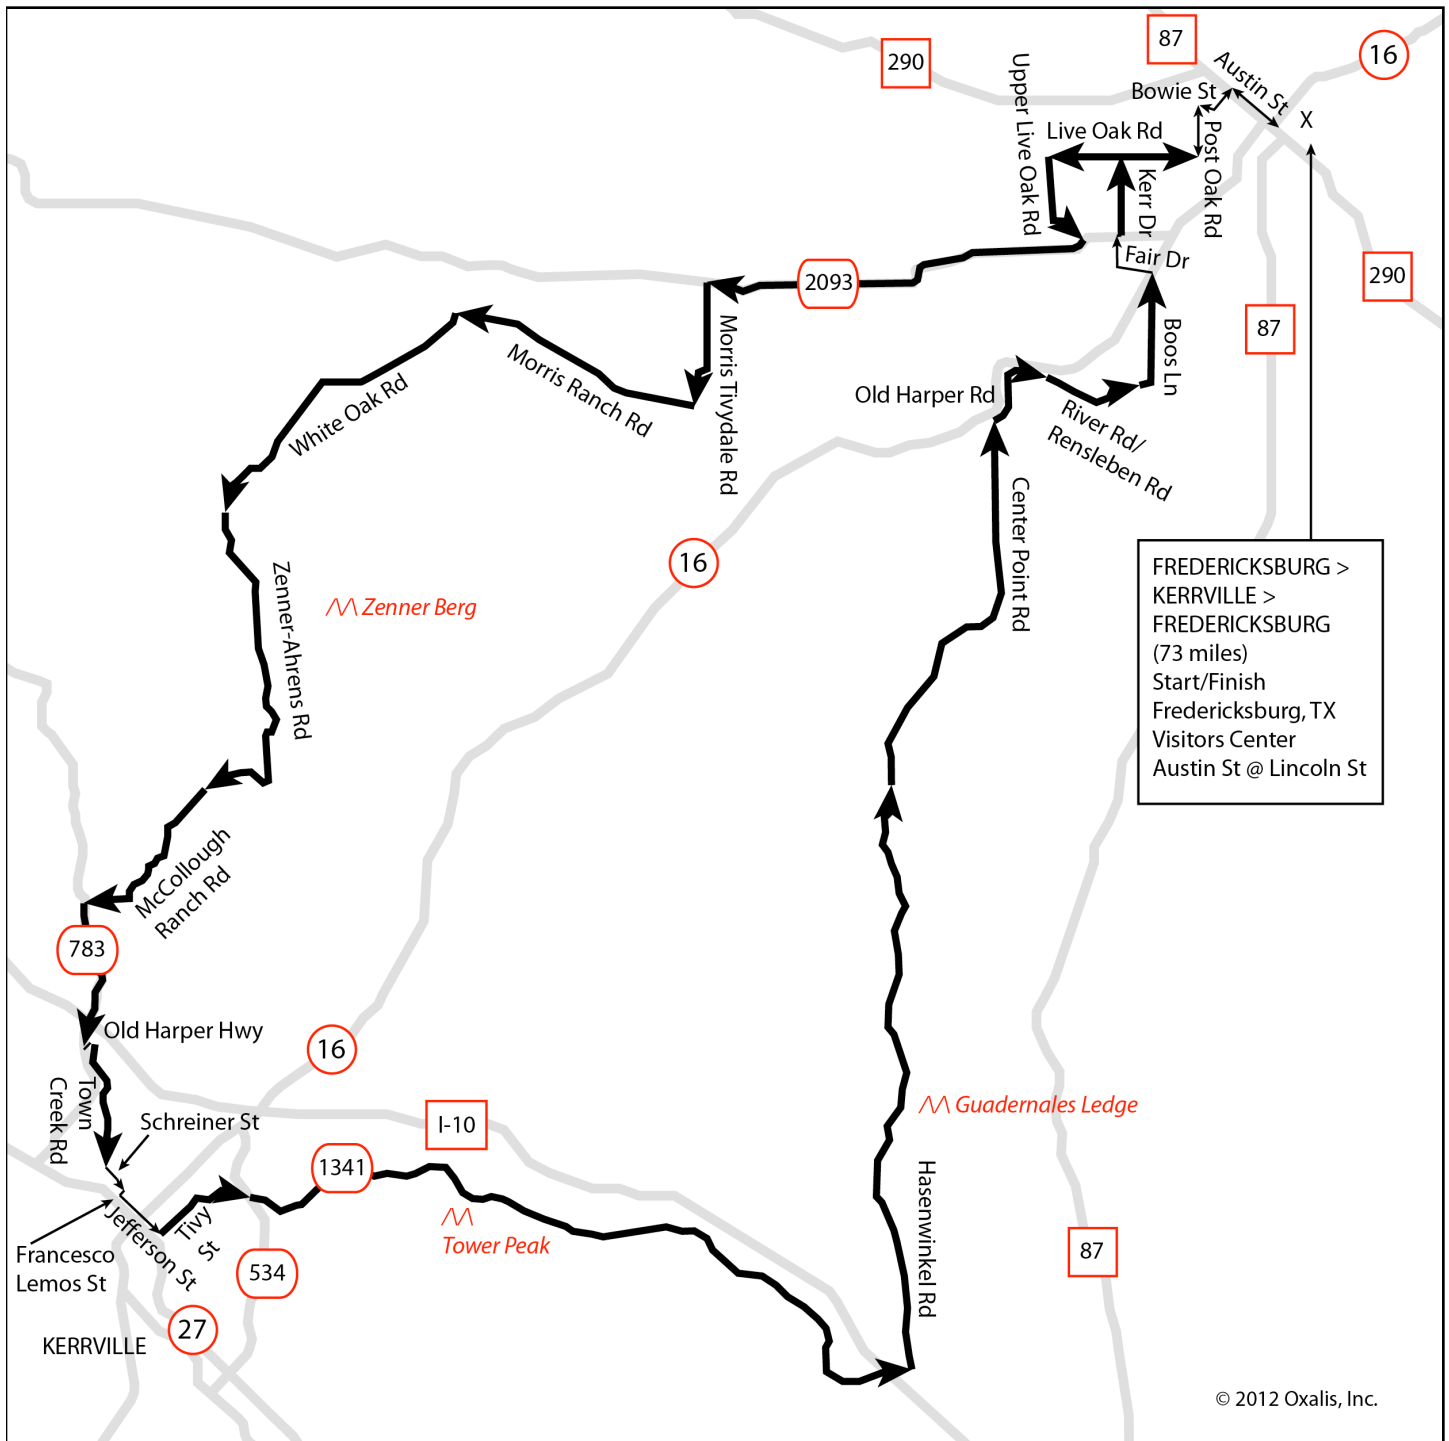 87
16
290
Austin St
Bowie St
X
Upper Live Oak Rd
Live Oak Rd
Post Oak Rd
Kerr Dr
Fair Dr
290
2093
87
Boos Ln
Morris Tivydale Rd
Morris Ranch Rd
White Oak Rd
Old Harper Rd
River Rd/
Rensleben Rd
Center Point Rd
16
Zenner-Ahrens Rd
Zenner Berg
FREDERICKSBURG >
KERRVILLE >
FREDERICKSBURG
(73 miles)
Start/Finish
Fredericksburg, TX
Visitors Center
Austin St @ Lincoln St
McCollough
Ranch Rd
783
Old Harper Hwy
16
Town
Creek Rd
Schreiner St
I-10
Guadernales Ledge
1341
Hasenwinkel Rd
Jefferson St
Tivy
St
Tower Peak
Francesco
Lemos St
534
87
27
KERRVILLE
© 2012 Oxalis, Inc.